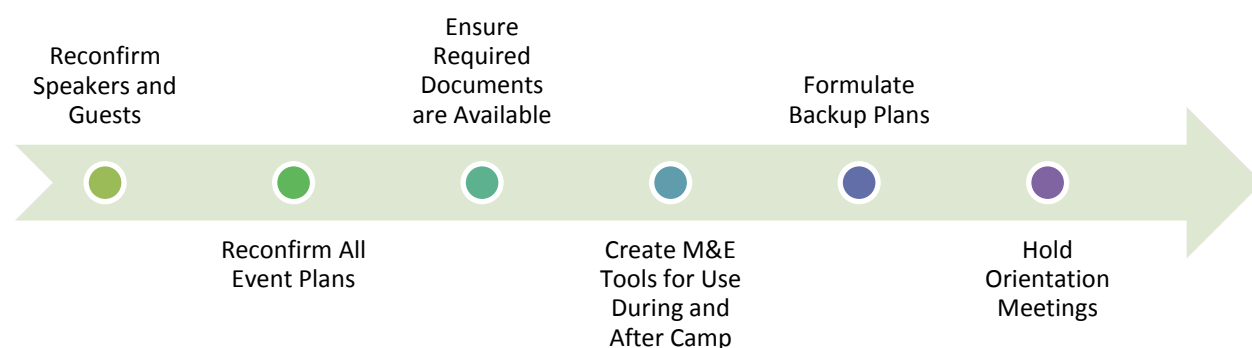 Reconfirm
Speakers and
Guests
Reconfirm All
Event Plans
Ensure
Required
Documents
are Available
Create M&E
Tools for Use
During and
After Camp
Formulate
Backup Plans
Hold
Orientation
Meetings